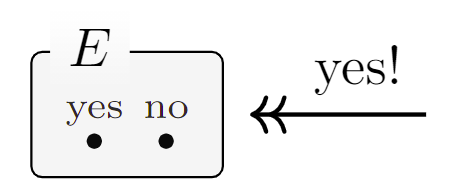 E
yes no
yes!